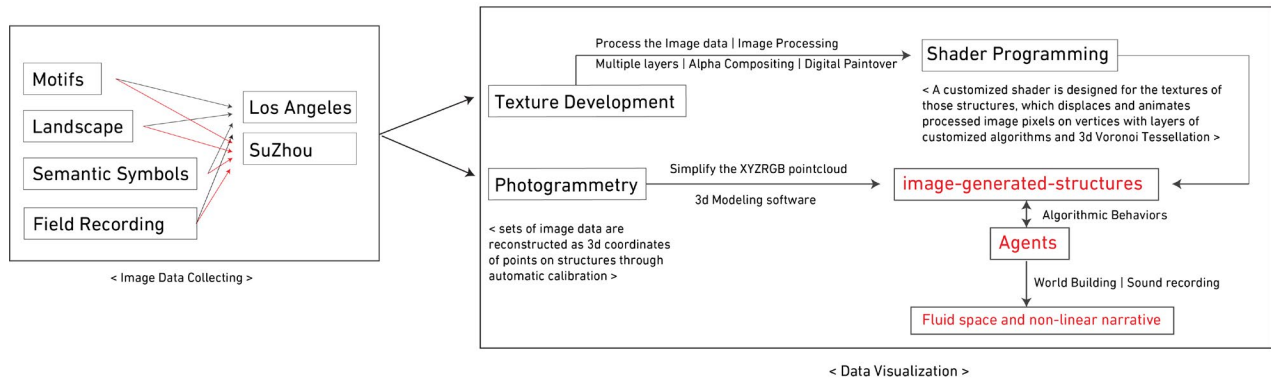 Motifs
Landscape
Semantic Symbols
Field Recording
Los Angeles
SuZhou
< Image Data Collecting >
Process the Image data | Image Processing
Multiple layers | Alpha Compositing | Digital Paintover
Texture Development
Shader Programming
< A customized shader is designed for the textures of
those structures, which displaces and animates
processed image pixels on vertices with layers of
customized algorithms and 3d Voronoi Tessellation >
Photogrammetry
Simplify the XYZRGB pointcloud
3d Modeling software
< sets of image data are
reconstructed as 3d coordinates
of points on structures through
automatic calibration >
image-generated-structures
Algorithmic Behaviors
Agents
World Building | Sound recording
Fluid space and non-linear narrative
< Data Visualization >